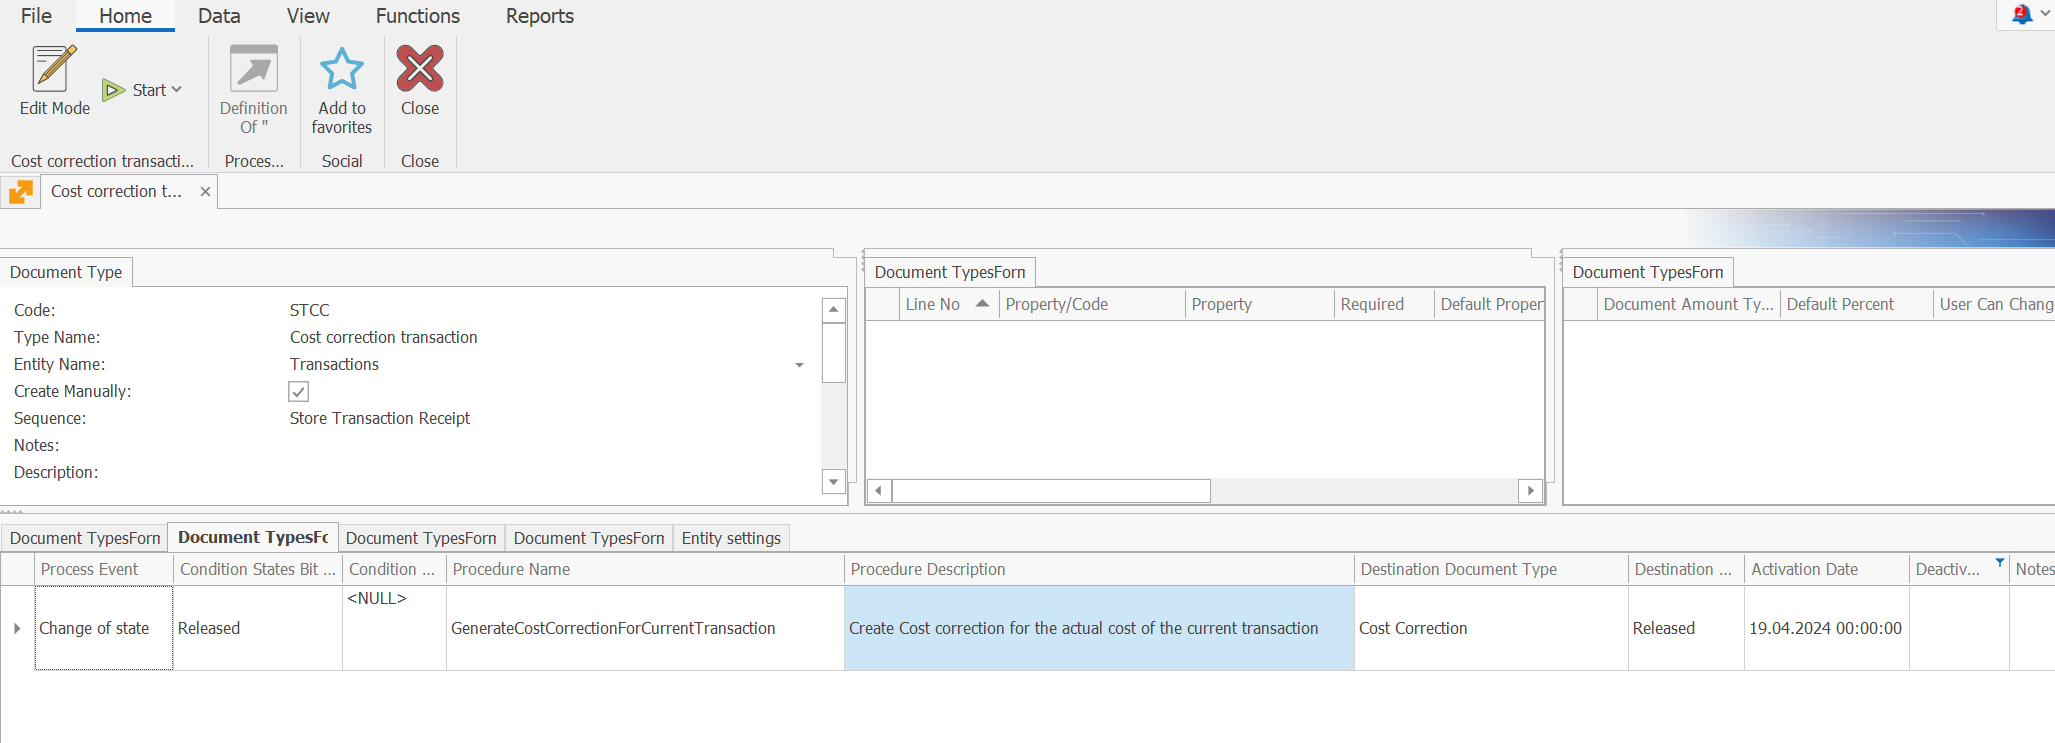 File Home Data View Functions Reports
2
Edit Mode
Start
Definition Of "
Add to favorites
Close
Cost correction transacti... Proces... Social Close
Cost correction t...
Document Type
Code: STCC
Type Name: Cost correction transaction
Entity Name: Transactions
Create Manually:
Sequence: Store Transaction Receipt
Notes:
Description:
Document TypesForn
Line No Property/Code Property Required Default Proper
Document TypesForn
Document Amount Ty... Default Percent User Can Chang
Document TypesForn Document TypesFc Document TypesForn Document TypesForn Entity settings
Process Event Condition States Bit ... Condition ... Procedure Name Procedure Description Destination Document Type Destination ... Activation Date Deactiv... Notes
Change of state Released <NULL> GenerateCostCorrectionForCurrentTransaction Create Cost correction for the actual cost of the current transaction Cost Correction Released 19.04.2024 00:00:00